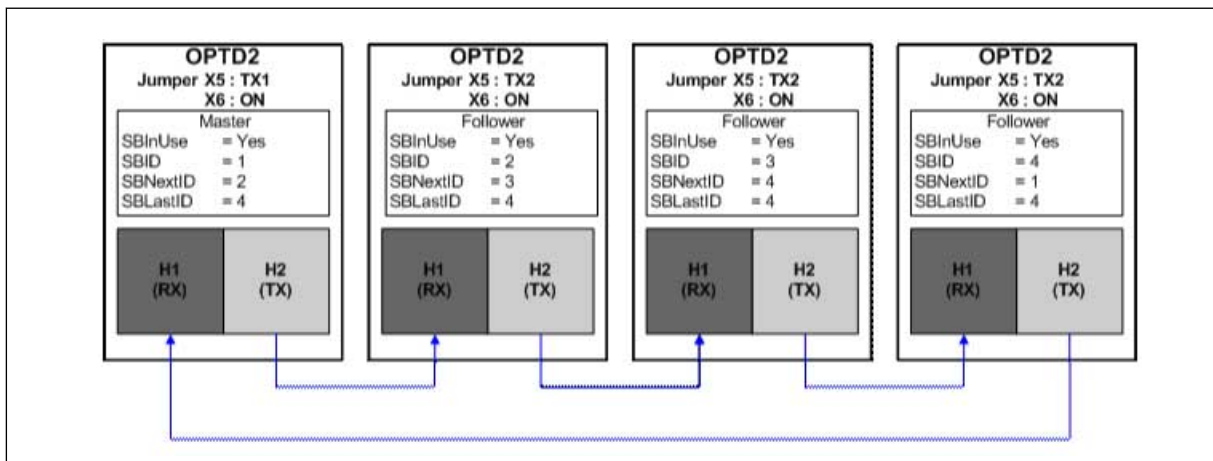 OPTD2
Jumper X5 : TX1
X6 : ON
Master
SBInUse = Yes
SBID = 1
SBNextID = 2
SBLastID = 4
H1
(RX)
H2
(TX)
OPTD2
Jumper X5 : TX2
X6 : ON
Follower
SBInUse = Yes
SBID = 2
SBNextID = 3
SBLastID = 4
H1
(RX)
H2
(TX)
OPTD2
Jumper X5 : TX2
X6 : ON
Follower
SBInUse = Yes
SBID = 3
SBNextID = 4
SBLastID = 4
H1
(RX)
H2
(TX)
OPTD2
Jumper X5 : TX2
X6 : ON
Follower
SBInUse = Yes
SBID = 4
SBNextID = 1
SBLastID = 4
H1
(RX)
H2
(TX)